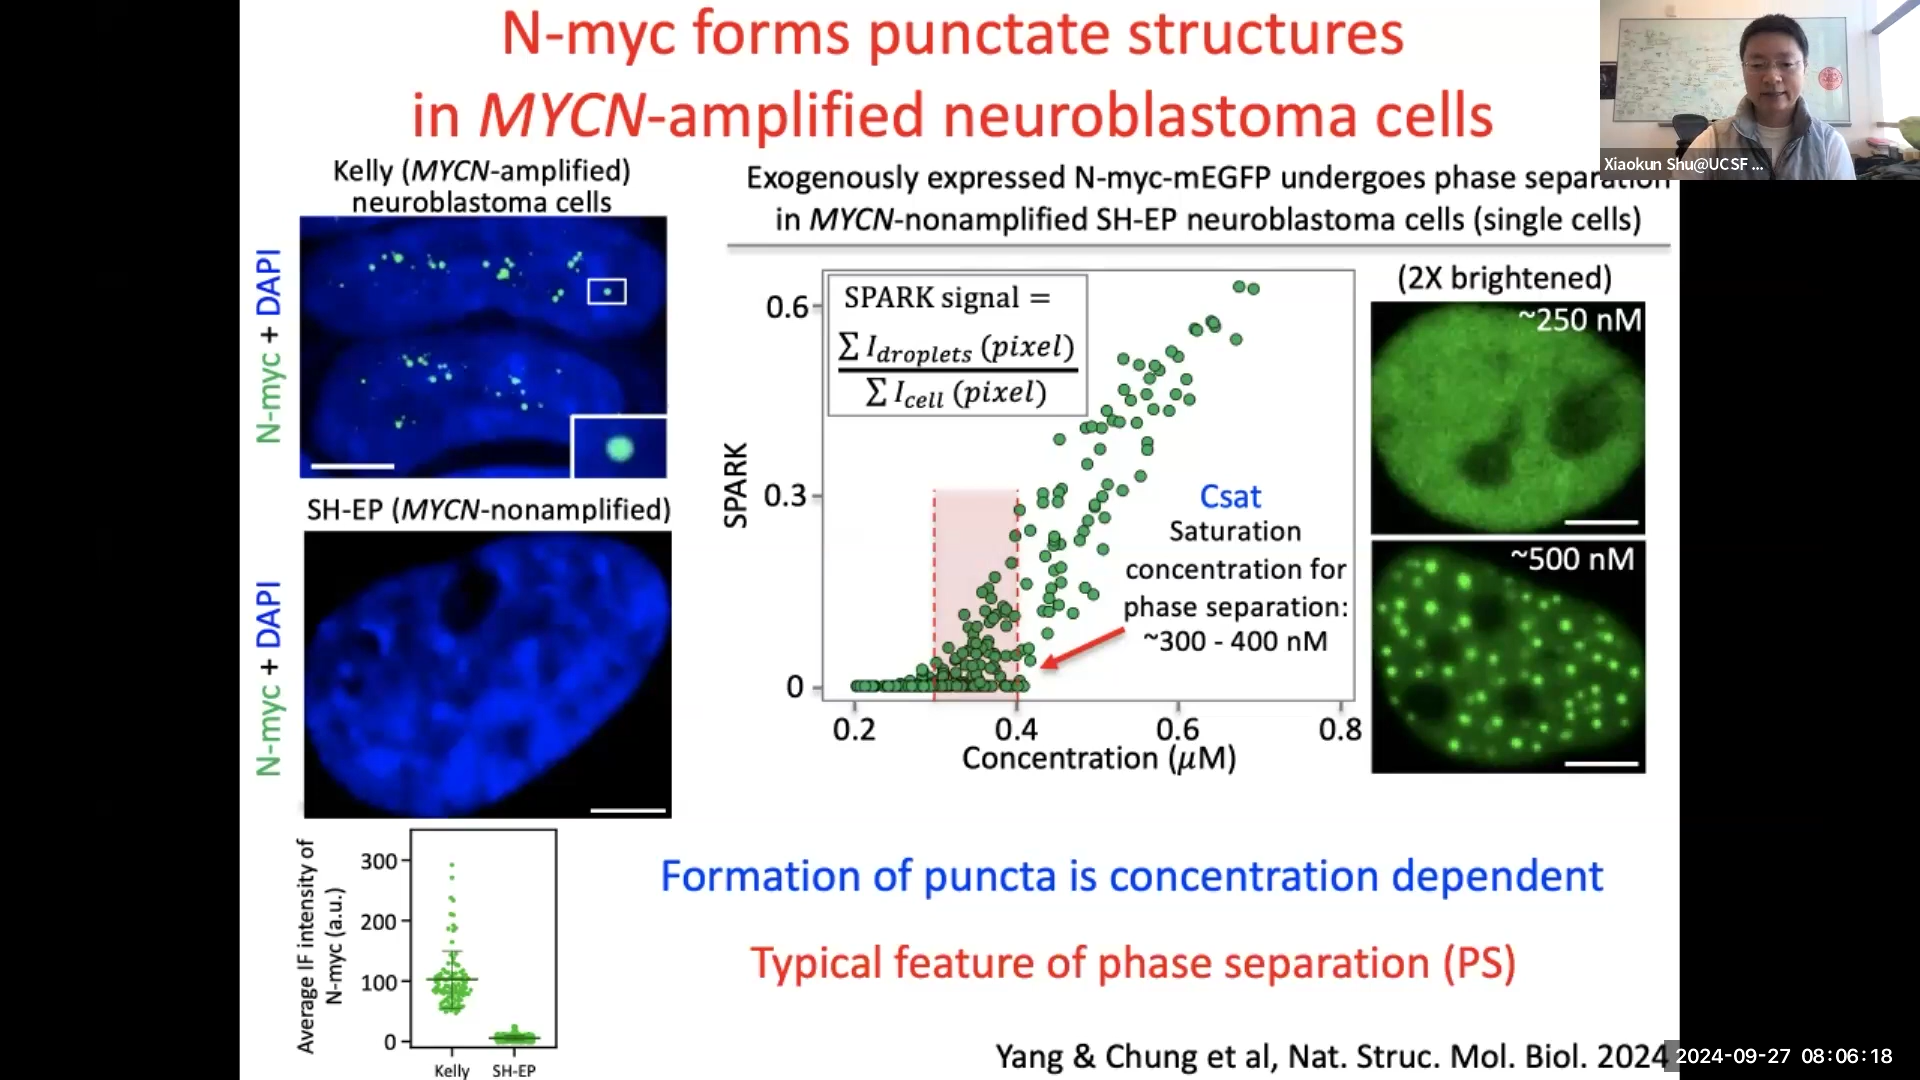 N-myc forms punctate structures
in MYCN-amplified neuroblastoma cells
Xiaokun Shu@UCSF ...
Kelly (MYCN-amplified)
neuroblastoma cells
N-myc + DAPI
SH-EP (MYCN-nonamplified)
N-myc + DAPI
Average IF intensity of
N-myc (a.u.)
300
200
100
0
Kelly
SH-EP
Exogenously expressed N-myc-mEGFP undergoes phase separation
in MYCN-nonamplified SH-EP neuroblastoma cells (single cells)
SPARK signal =
∑ I_droplets (pixel)
∑ I_cell (pixel)
SPARK
0.6
0.3
0
0.2
0.4
0.6
0.8
Concentration (μM)
Csat
Saturation
concentration for
phase separation:
~300 - 400 nM
(2X brightened)
~250 nM
~500 nM
Formation of puncta is concentration dependent
Typical feature of phase separation (PS)
Yang & Chung et al, Nat. Struc. Mol. Biol. 2024
2024-09-27 08:06:18